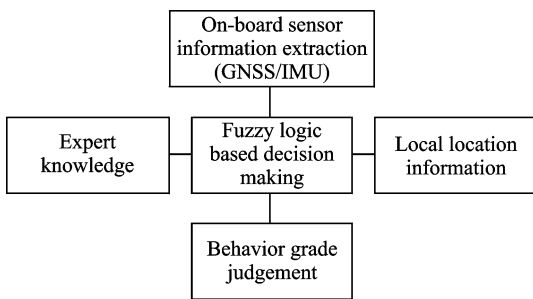 On-board sensor
information extraction
(GNSS/IMU)
Expert
knowledge
Fuzzy logic
based decision
making
Local location
information
Behavior grade
judgement